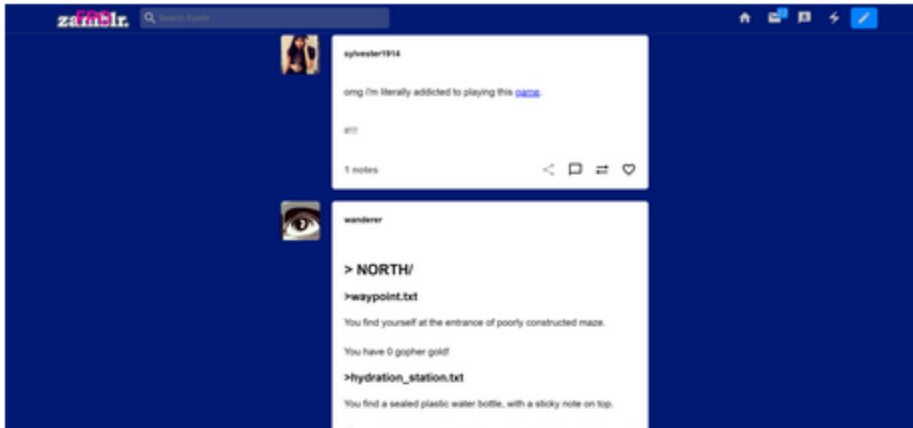 Search Eyedlr
sylvester1914
omg i'm literally addicted to playing this game.
#!!!
1 notes
wanderer
> NORTH/
>waypoint.txt
You find yourself at the entrance of poorly constructed maze.
You have 0 gopher gold!
>hydration_station.txt
You find a sealed plastic water bottle, with a sticky note on top.